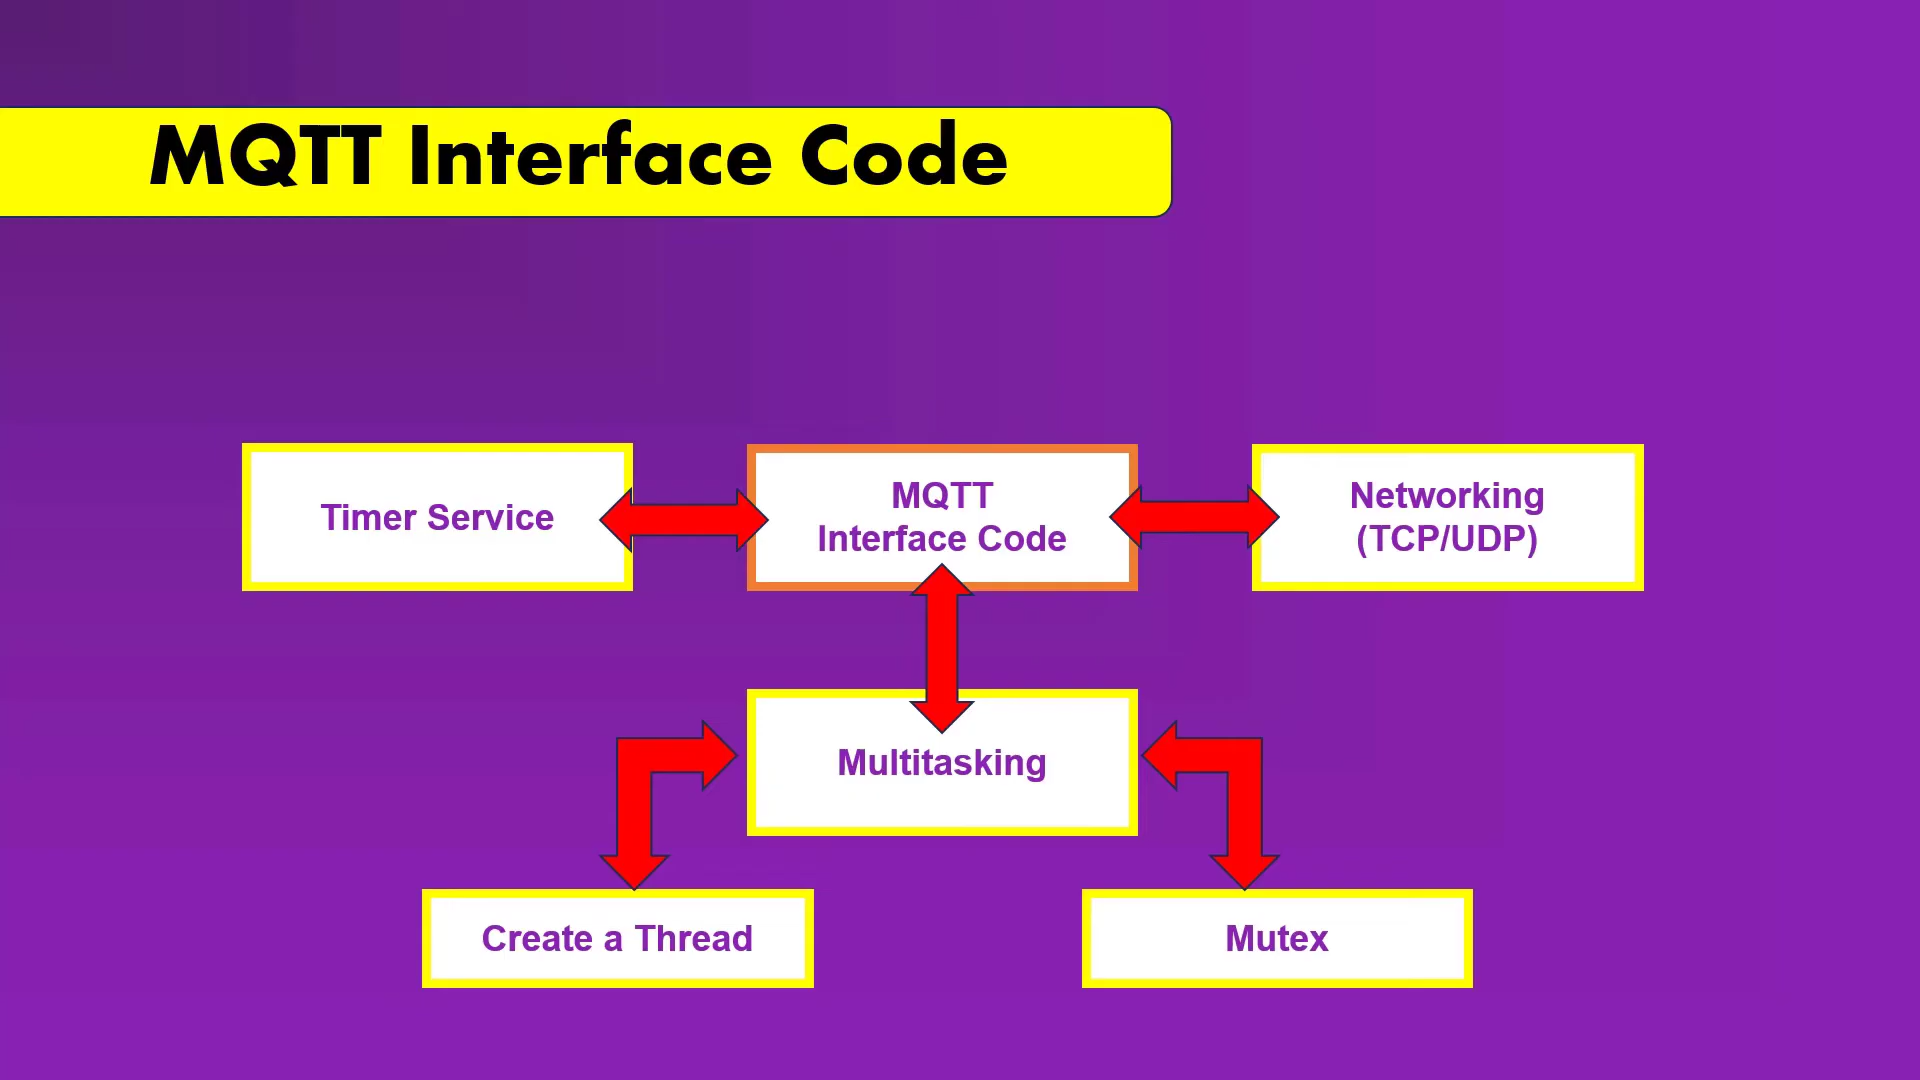 MQTT Interface Code
Timer Service
MQTT
Interface Code
Networking
(TCP/UDP)
Multitasking
Create a Thread
Mutex